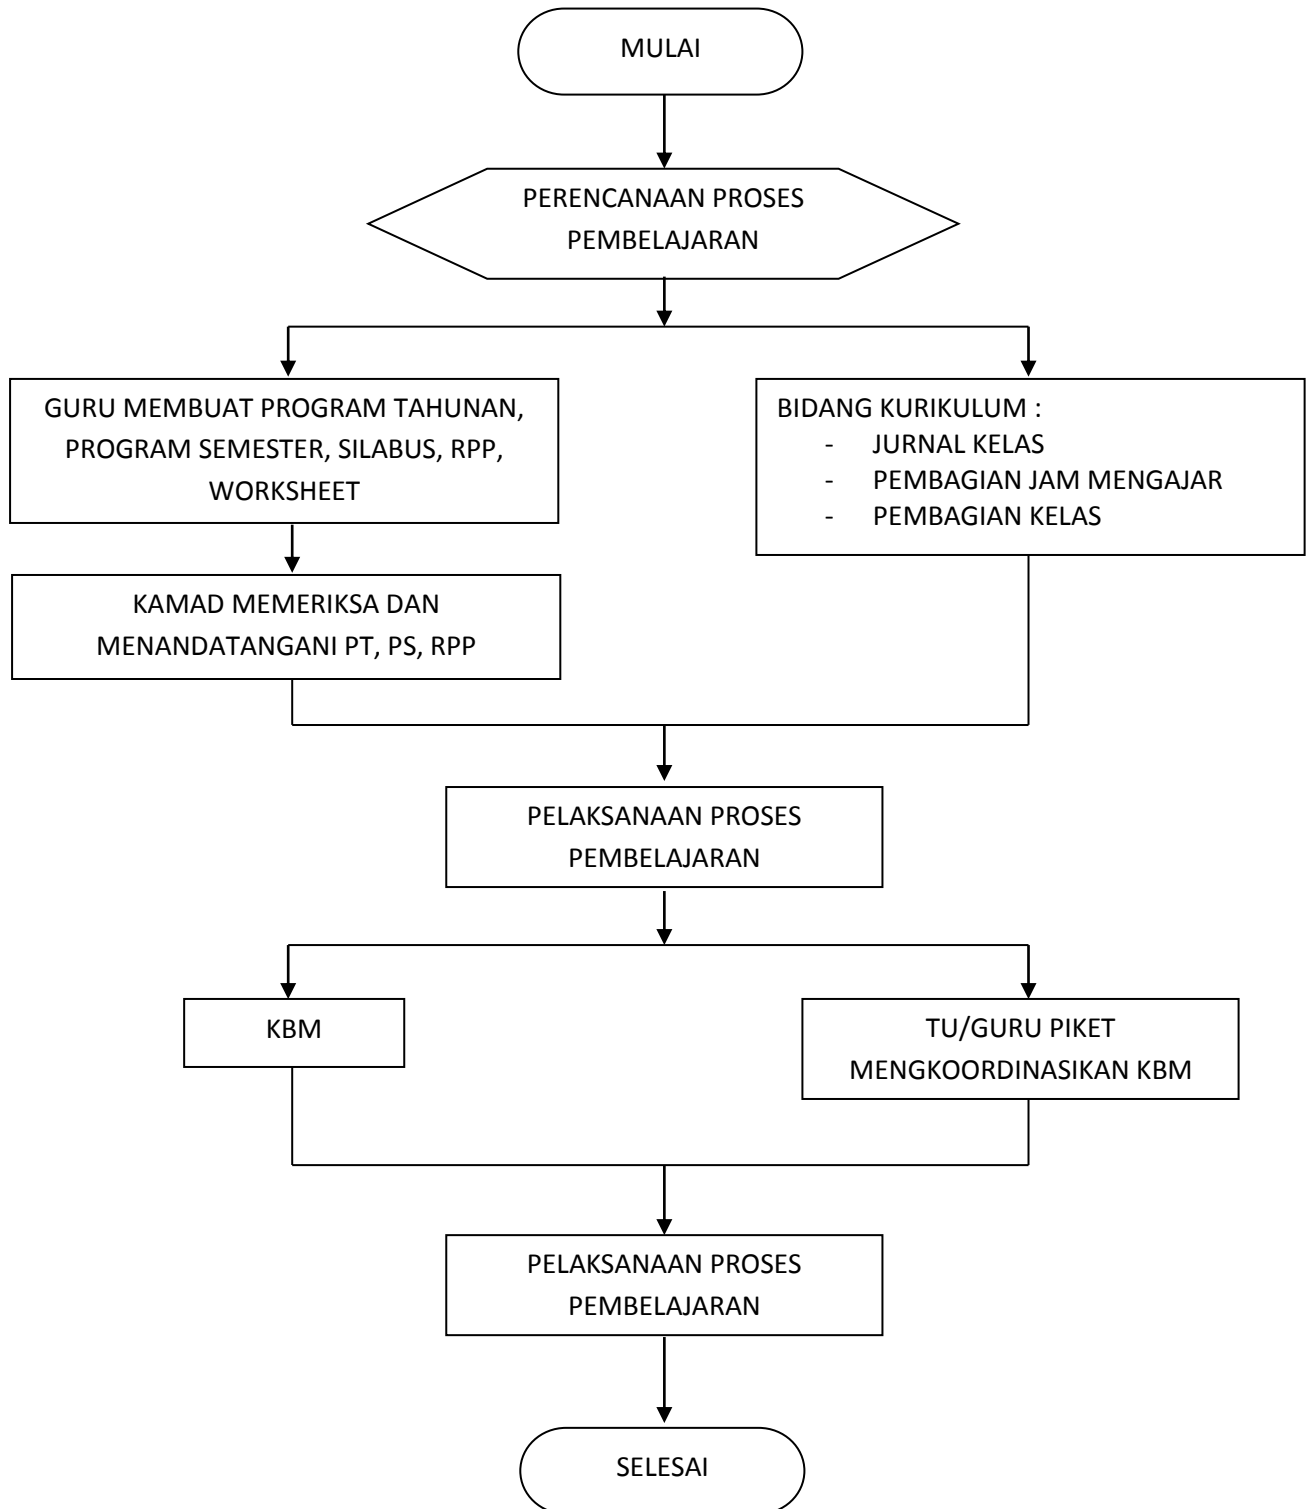 MULAI
PERENCANAAN PROSES
PEMBELAJARAN
GURU MEMBUAT PROGRAM TAHUNAN,
PROGRAM SEMESTER, SILABUS, RPP,
WORKSHEET
BIDANG KURIKULUM :
- JURNAL KELAS
- PEMBAGIAN JAM MENGAJAR
- PEMBAGIAN KELAS
KAMAD MEMERIKSA DAN
MENANDATANGANI PT, PS, RPP
PELAKSANAAN PROSES
PEMBELAJARAN
KBM
TU/GURU PIKET
MENGKOORDINASIKAN KBM
PELAKSANAAN PROSES
PEMBELAJARAN
SELESAI